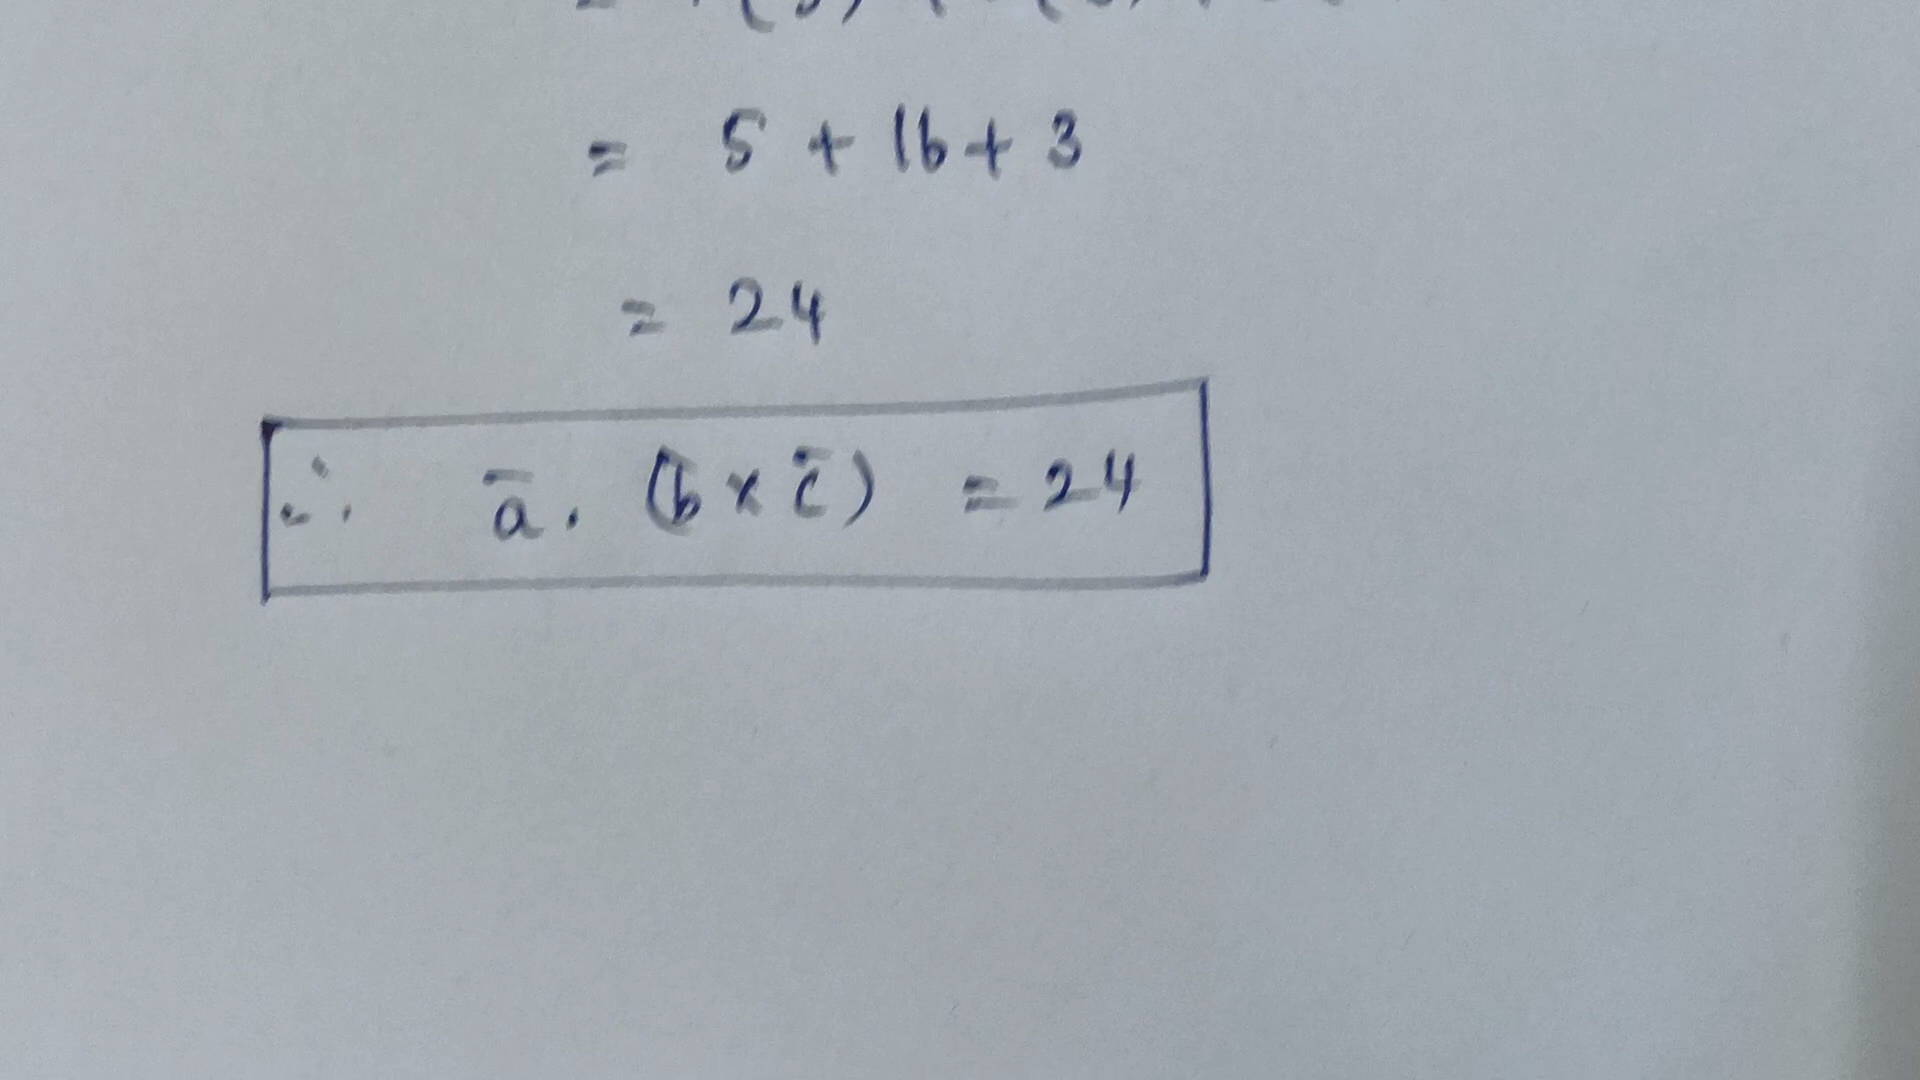 = 5 + 16 + 3
= 24
∴ a̅ . (b̅ × c̅) = 24